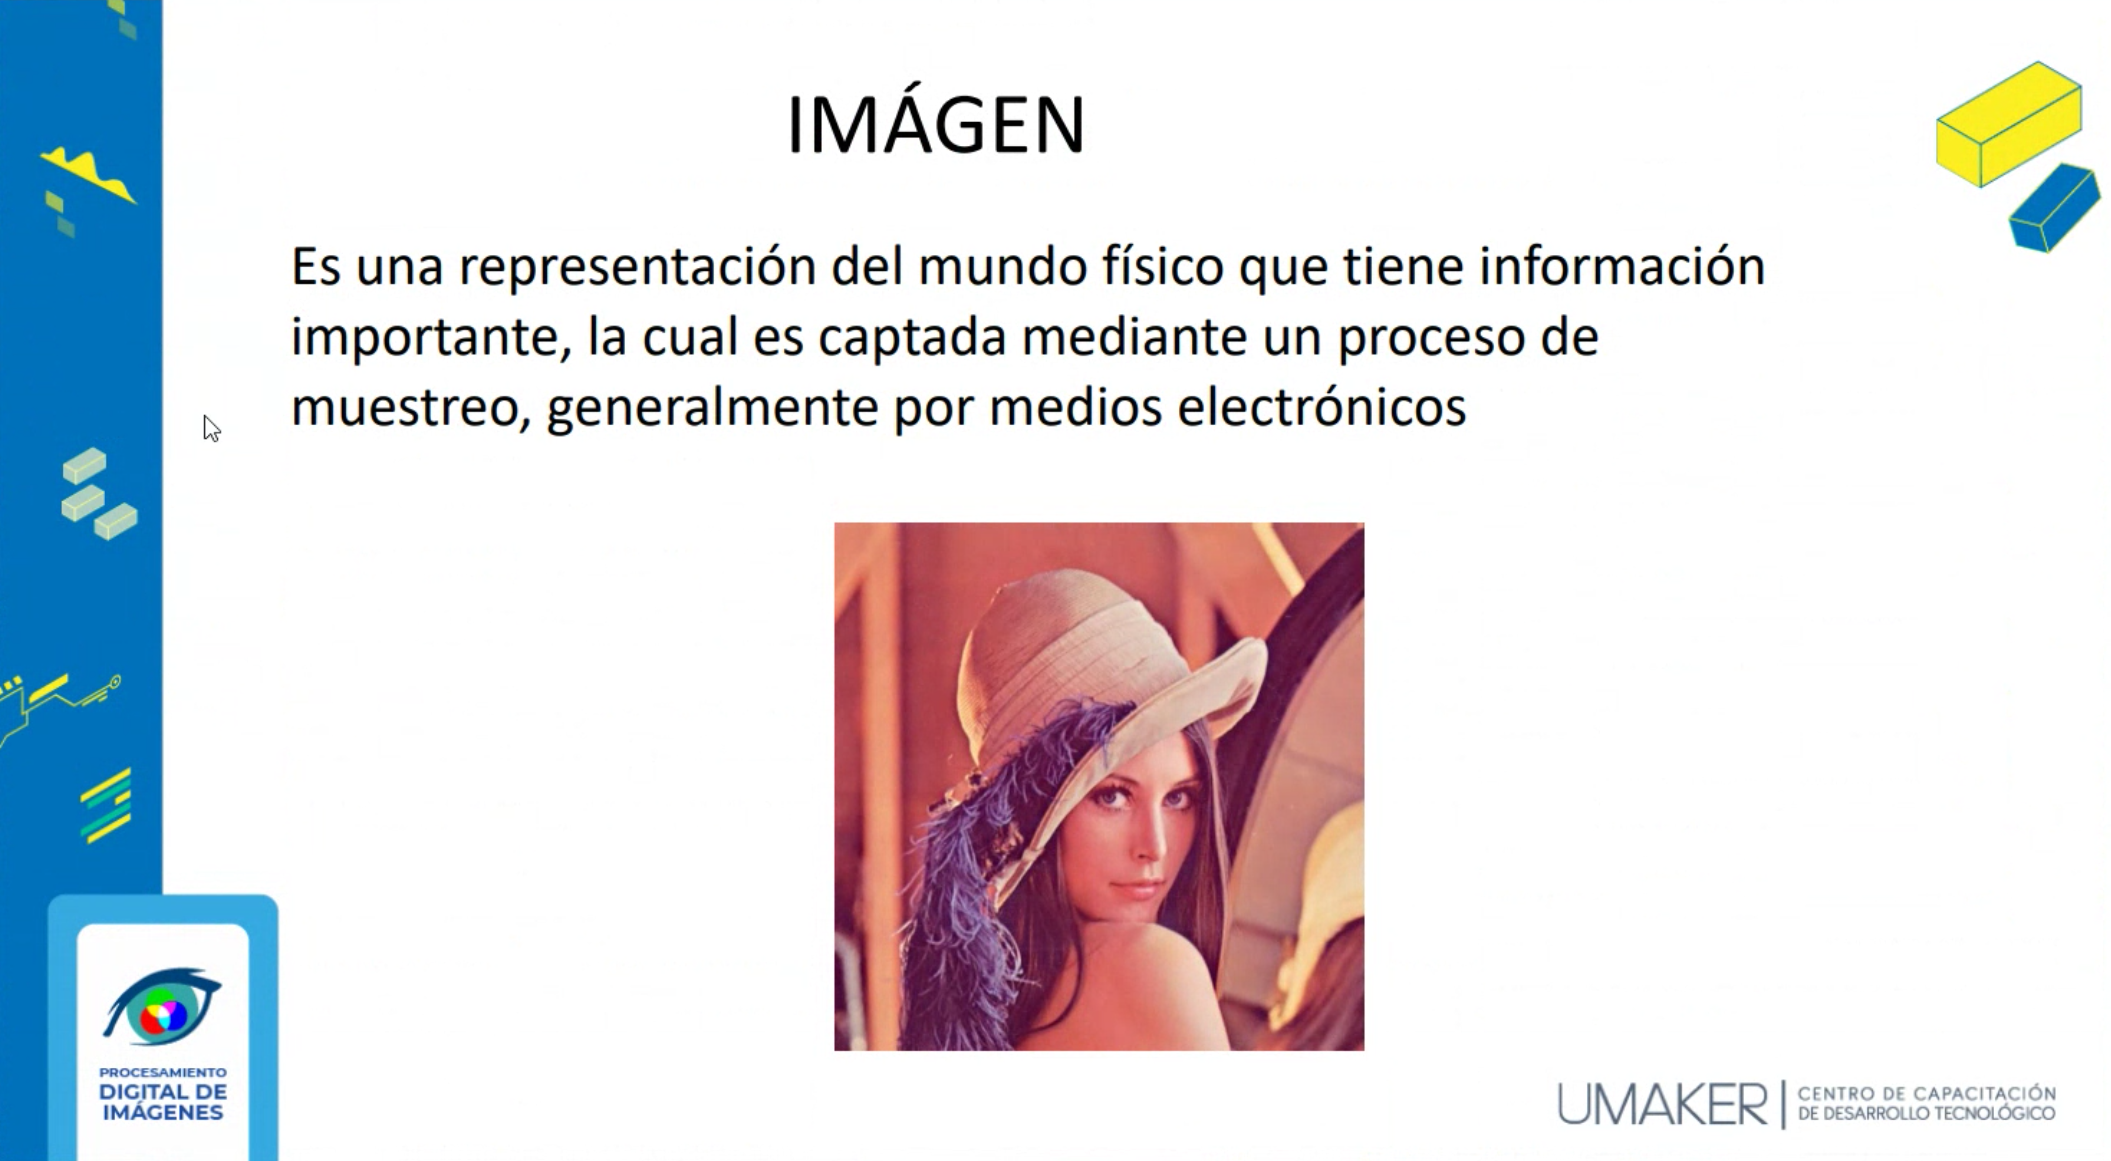 IMÁGEN
Es una representación del mundo físico que tiene información
importante, la cual es captada mediante un proceso de
muestreo, generalmente por medios electrónicos
PROCESAMIENTO
DIGITAL DE
IMÁGENES
UMAKER
CENTRO DE CAPACITACIÓN
DE DESARROLLO TECNOLÓGICO